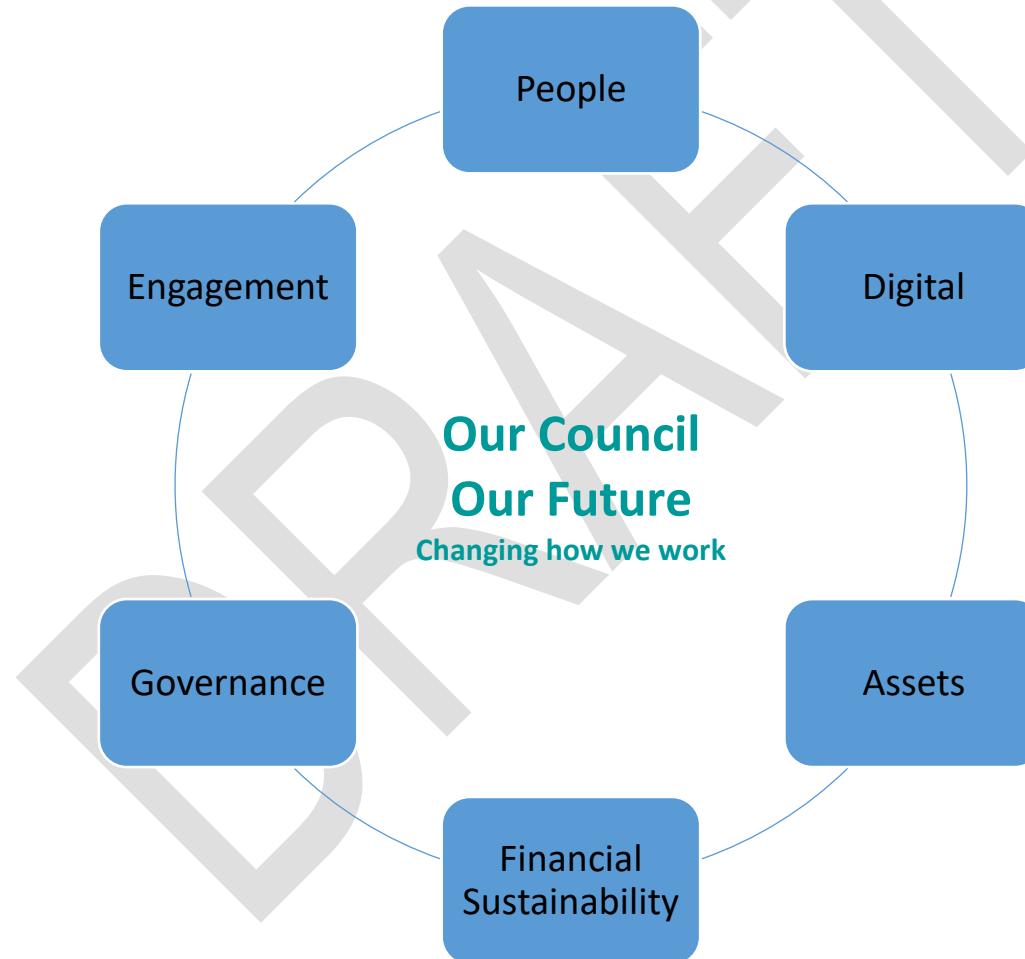 People
Engagement
Digital
Our Council
Our Future
Changing how we work
Governance
Assets
Financial
Sustainability
DRAFT